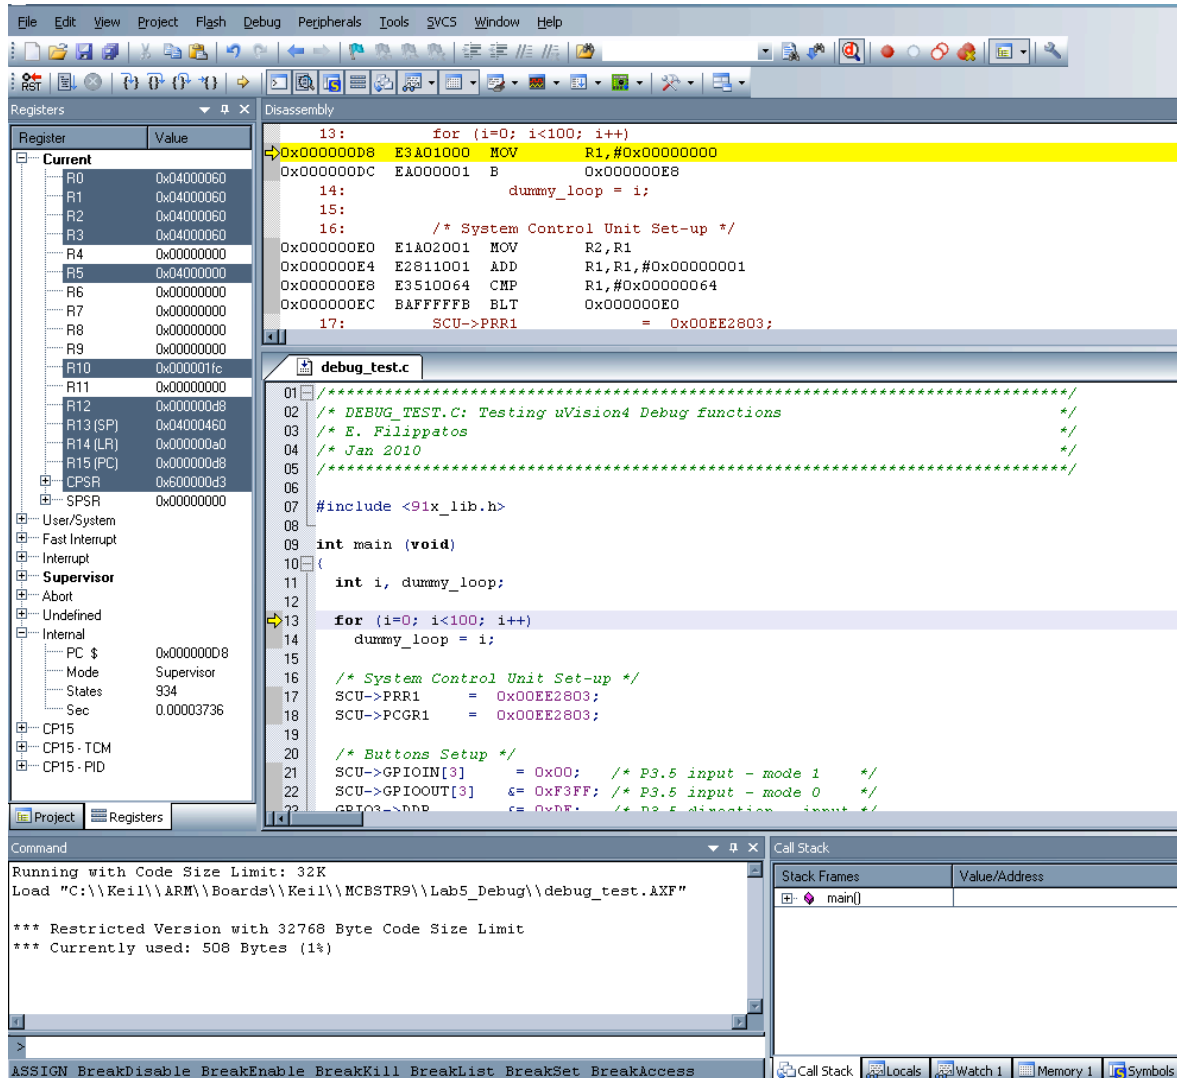 File Edit View Project Flash Debug Peripherals Tools SVCS Window Help
RST
Registers
Register Value
Current
R0 0x04000060
R1 0x04000060
R2 0x04000060
R3 0x04000060
R4 0x00000000
R5 0x04000000
R6 0x00000000
R7 0x00000000
R8 0x00000000
R9 0x00000000
R10 0x000001fc
R11 0x00000000
R12 0x000000d8
R13 (SP) 0x04000460
R14 (LR) 0x000000a0
R15 (PC) 0x000000d8
CPSR 0x600000d3
SPSR 0x00000000
User/System
Fast Interrupt
Interrupt
Supervisor
Abort
Undefined
Internal
PC $ 0x000000D8
Mode Supervisor
States 934
Sec 0.00003736
CP15
CP15 - TCM
CP15 - PID
Project Registers
Disassembly
13: for (i=0; i<100; i++)
0x000000D8 E3A01000 MOV R1,#0x00000000
0x000000DC EA000001 B 0x000000E8
14: dummy_loop = i;
15:
16: /* System Control Unit Set-up */
0x000000E0 E1A02001 MOV R2,R1
0x000000E4 E2811001 ADD R1,R1,#0x00000001
0x000000E8 E3510064 CMP R1,#0x00000064
0x000000EC BAFFFFFB BLT 0x000000E0
17: SCU->PRR1 = 0x00EE2803;
debug_test.c
01 /*****************************************************************************/
02 /* DEBUG_TEST.C: Testing uVision4 Debug functions */
03 /* E. Filippatos */
04 /* Jan 2010 */
05 /*****************************************************************************/
06
07 #include <91x_lib.h>
08
09 int main (void)
10 {
11 int i, dummy_loop;
12
13 for (i=0; i<100; i++)
14 dummy_loop = i;
15
16 /* System Control Unit Set-up */
17 SCU->PRR1 = 0x00EE2803;
18 SCU->PCGR1 = 0x00EE2803;
19
20 /* Buttons Setup */
21 SCU->GPIOIN[3] = 0x00; /* P3.5 input - mode 1 */
22 SCU->GPIOOUT[3] &= 0xF3FF; /* P3.5 input - mode 0 */
23 GPIO3->DDR &= 0xDF; /* P3.5 direction - input */
Command
Running with Code Size Limit: 32K
Load "C:\\Keil\\ARM\\Boards\\Keil\\MCBSTR9\\Lab5_Debug\\debug_test.AXF"
*** Restricted Version with 32768 Byte Code Size Limit
*** Currently used: 508 Bytes (1%)
>
ASSIGN BreakDisable BreakEnable BreakKill BreakList BreakSet BreakAccess
Call Stack
Stack Frames Value/Address
main()
Call Stack Locals Watch 1 Memory 1 Symbols